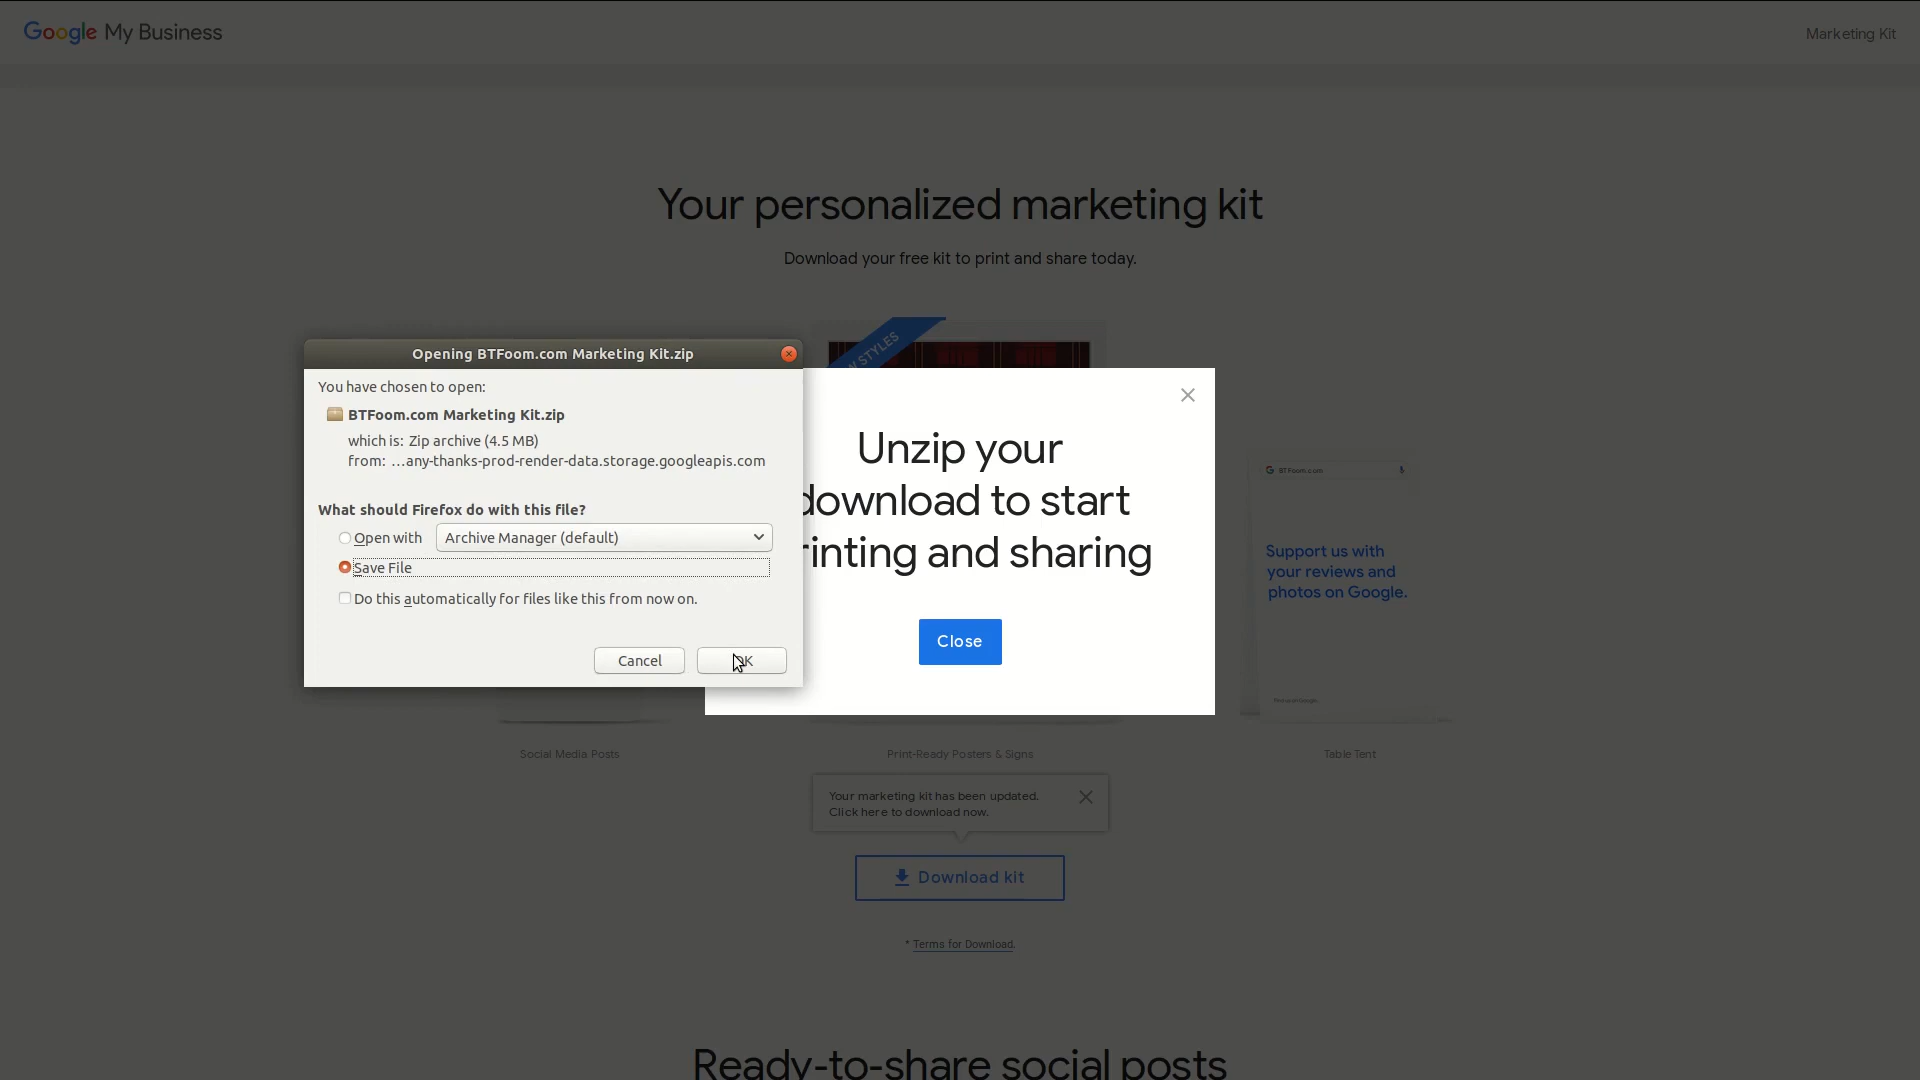 Google My Business
Marketing Kit
Your personalized marketing kit
Download your free kit to print and share today.
W STYLES
Opening BTFoom.com Marketing Kit.zip
You have chosen to open:
BTFoom.com Marketing Kit.zip
which is: Zip archive (4.5 MB)
from: …any-thanks-prod-render-data.storage.googleapis.com
What should Firefox do with this file?
Open with
Archive Manager (default)
Save File
Do this automatically for files like this from now on.
Cancel
OK
Unzip your
download to start
rinting and sharing
Close
G BTFoom.com
Support us with
your reviews and
photos on Google.
Social Media Posts
Print-Ready Posters & Signs
Table Tent
Your marketing kit has been updated.
Click here to download now.
Download kit
* Terms for Download.
Ready-to-share social posts